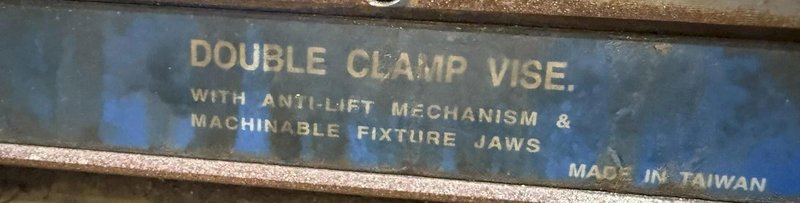 DOUBLE CLAMP VISE.
WITH ANTI-LIFT MECHANISM &
MACHINABLE FIXTURE JAWS
MADE IN TAIWAN